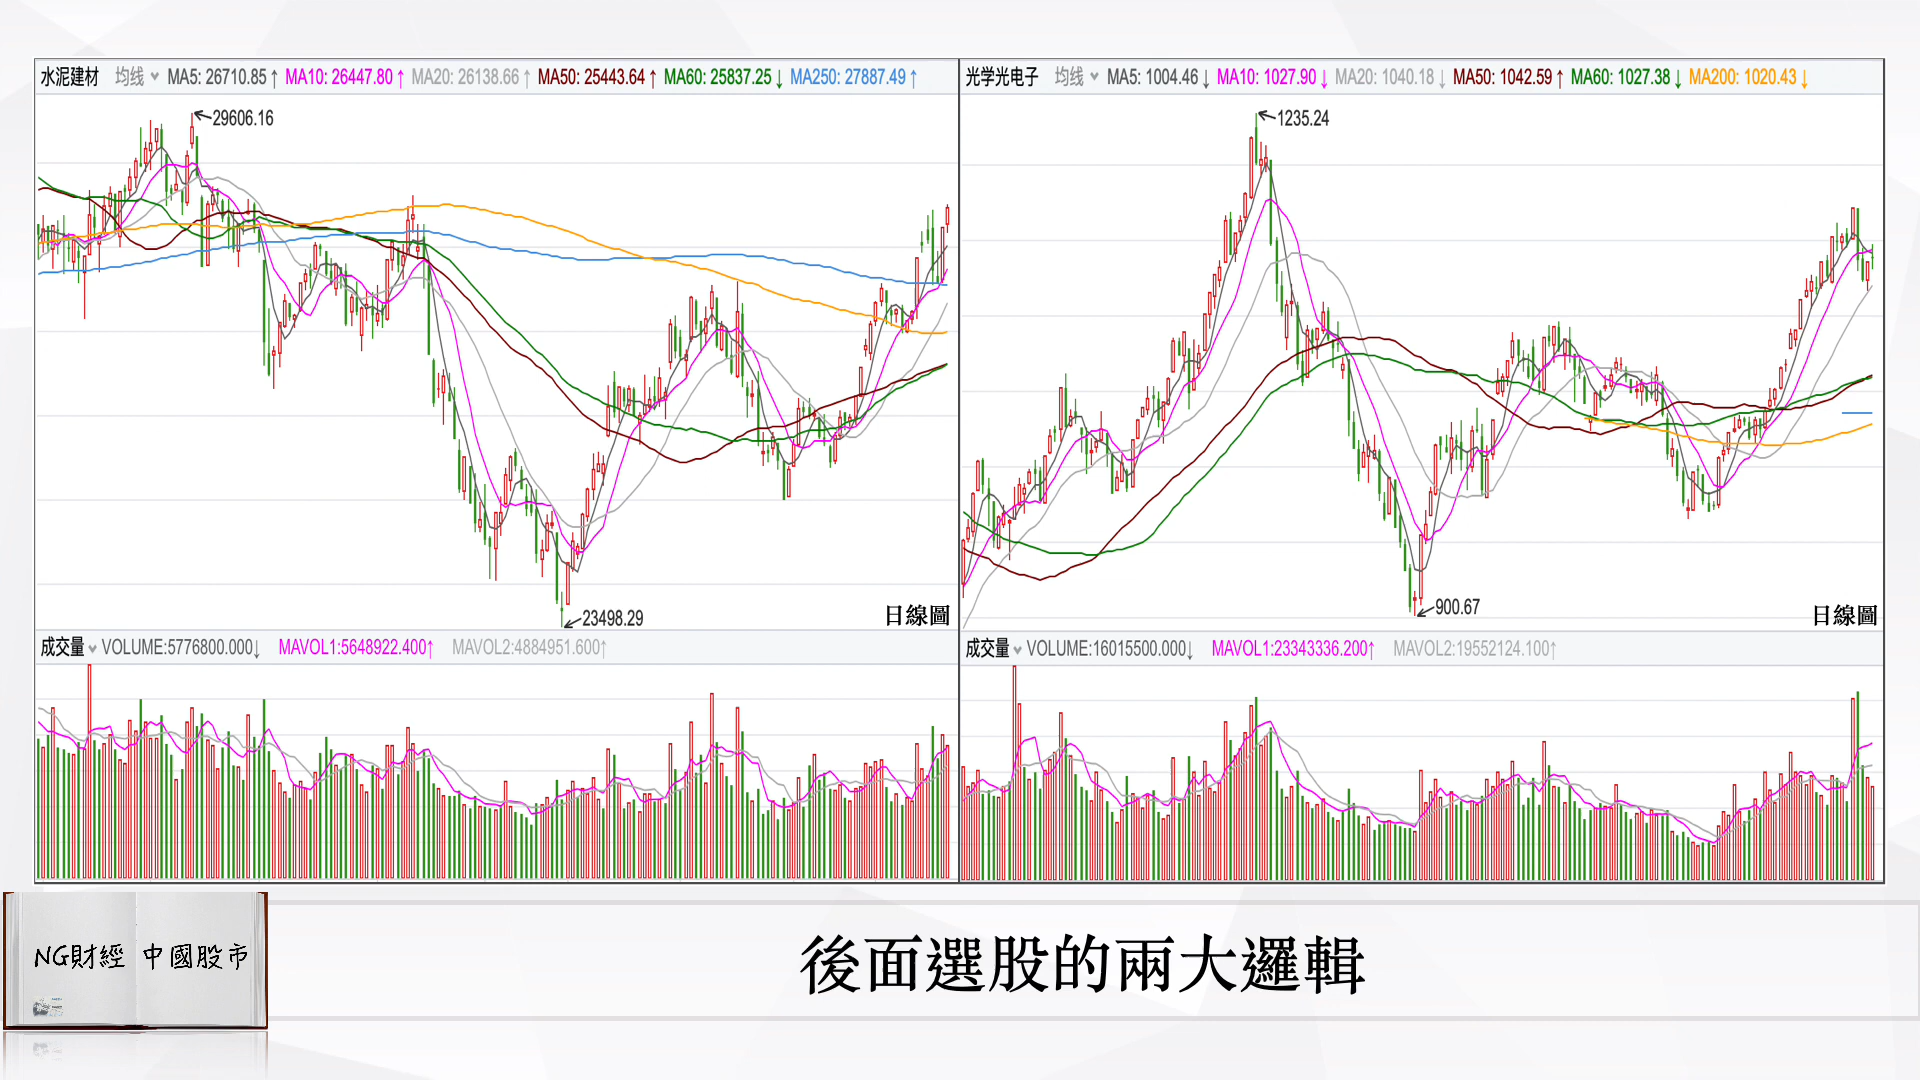 水泥建材 均线 MA5: 26710.85↑ MA10: 26447.80↑ MA20: 26138.66↑ MA50: 25443.64↑ MA60: 25837.25↓ MA250: 27887.49↑
29606.16
23498.29
日線圖
成交量 VOLUME:5776800.000↓ MAVOL1:5648922.400↑ MAVOL2:4884951.600↑
光学光电子 均线 MA5: 1004.46↓ MA10: 1027.90↓ MA20: 1040.18↓ MA50: 1042.59↑ MA60: 1027.38↓ MA200: 1020.43↓
1235.24
900.67
日線圖
成交量 VOLUME:16015500.000↓ MAVOL1:23343336.200↑ MAVOL2:19552124.100↑
NG財經 中國股市
後面選股的兩大邏輯